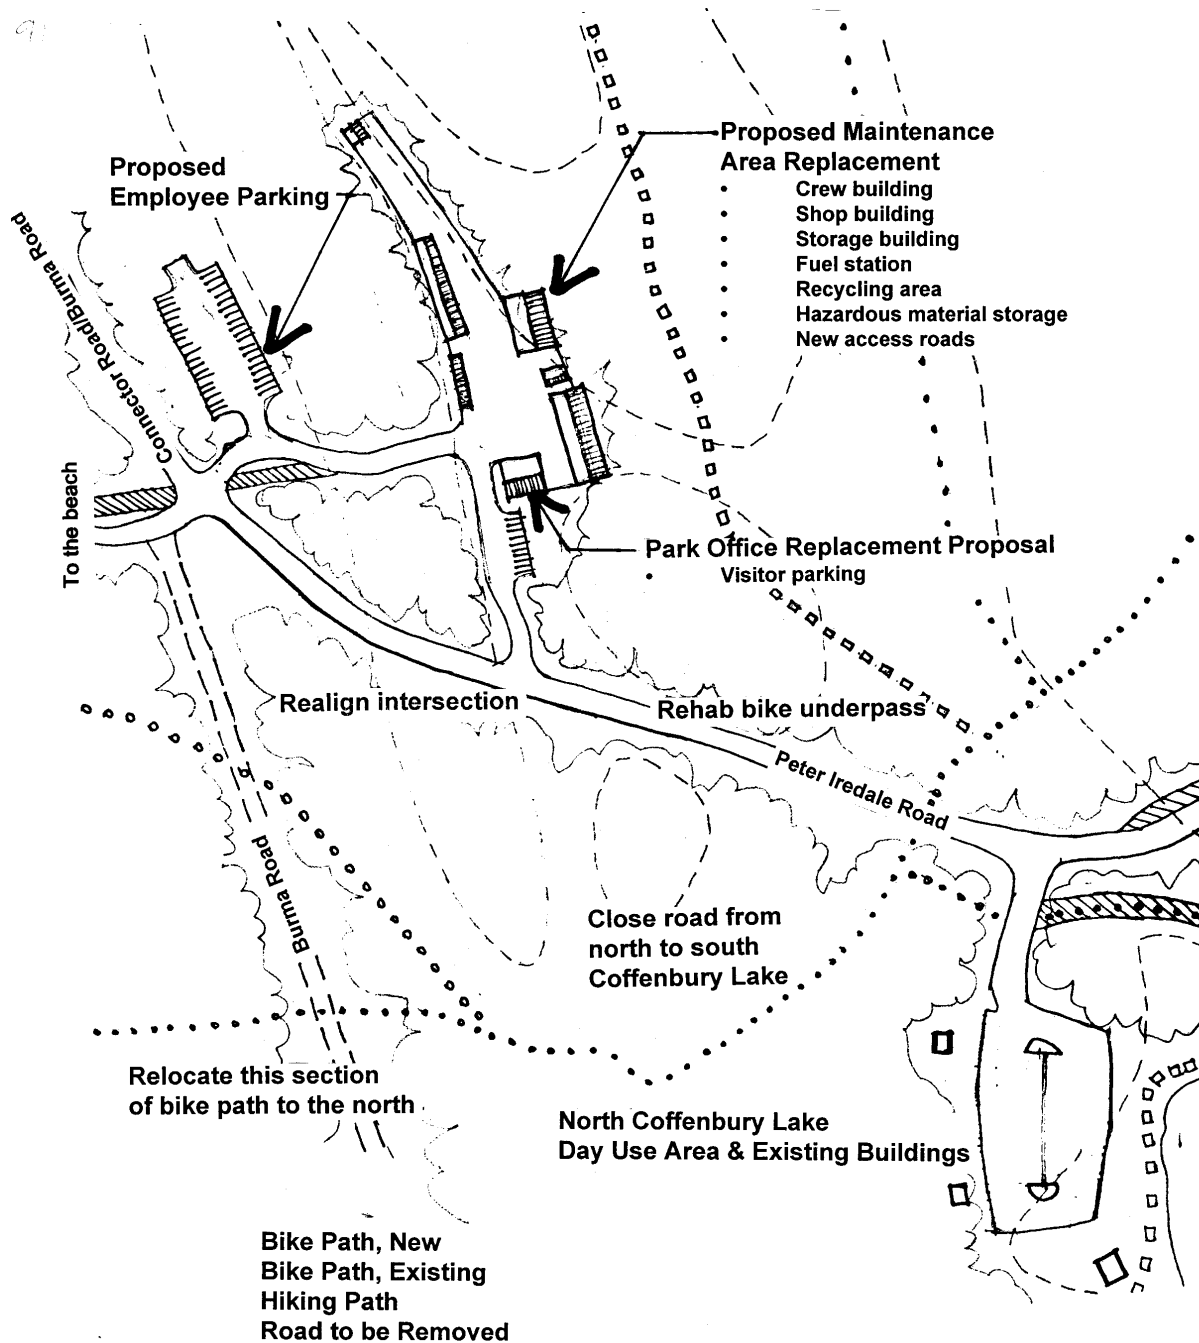 91
Proposed Maintenance
Area Replacement
• Crew building
• Shop building
• Storage building
• Fuel station
• Recycling area
• Hazardous material storage
• New access roads
Proposed
Employee Parking
Connector Road/Burma Road
To the beach
Park Office Replacement Proposal
• Visitor parking
Realign intersection
Rehab bike underpass
Peter Iredale Road
Burma Road
Close road from
north to south
Coffenbury Lake
Relocate this section
of bike path to the north
North Coffenbury Lake
Day Use Area & Existing Buildings
Bike Path, New
Bike Path, Existing
Hiking Path
Road to be Removed